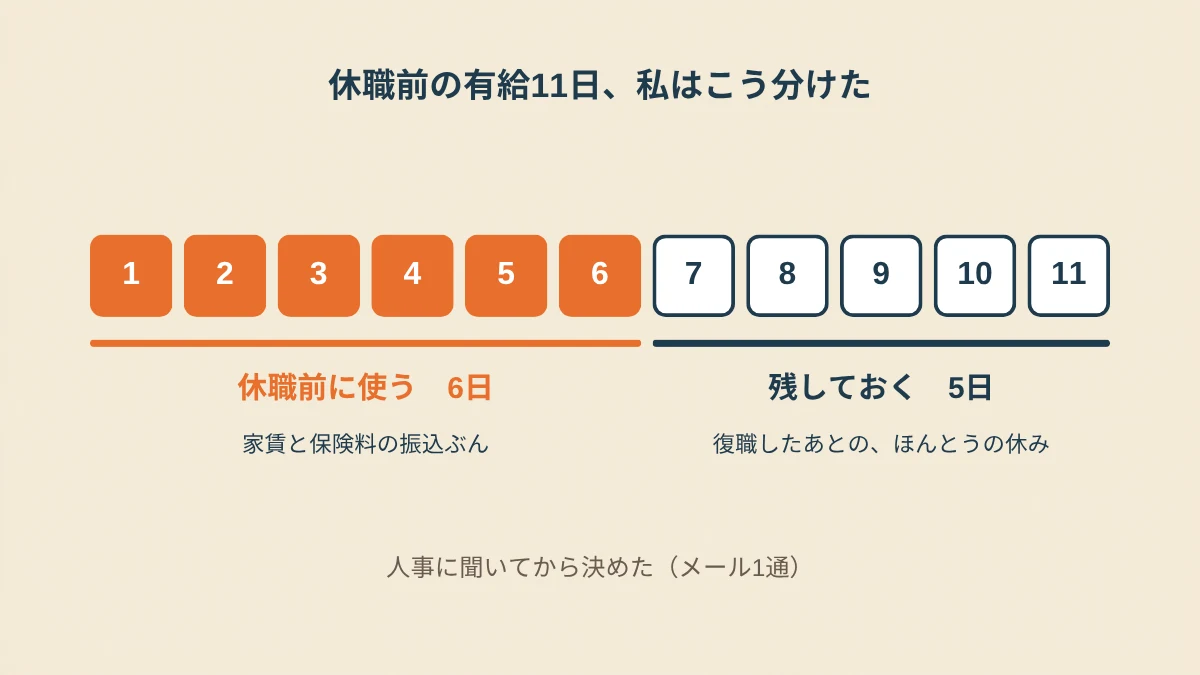 休職前の有給11日、私はこう分けた
1 2 3 4 5 6 7 8 9 10 11
休職前に使う　6日
家賃と保険料の振込ぶん
残しておく　5日
復職したあとの、ほんとうの休み
人事に聞いてから決めた（メール1通）